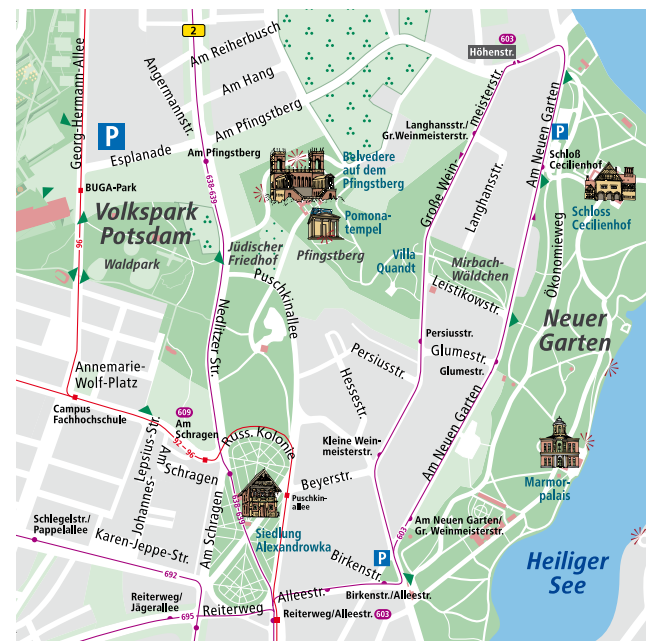 603
2
Am Reiherbusch
Höhenstr.
Georg-Hermann-Allee
Angermannstr.
Am Hang
Am Pfingstberg
P
Esplanade
Langhansstr./
Gr.Weinmeisterstr.
Große Wein-
meisterstr.
Am Neuen Garten
P
Am Pfingstberg
Belvedere
auf dem
Pfingstberg
Schloß
Cecilienhof
BUGA-Park
638-639
Langhansstr.
Schloss
Cecilienhof
Volkspark
Potsdam
Pomona-
tempel
Ökonomieweg
96
Waldpark
Jüdischer
Friedhof
Pfingstberg
Villa
Quandt
Mirbach-
Wäldchen
Puschkinallee
Leistikowstr.
Nedlitzer Str.
Neuer
Garten
Persiusstr.
Persiusstr.
Glumestr.
Glumestr.
Annemarie-
Wolf-Platz
Hessestr.
Campus
Fachhochschule
609
Am
Schragen
92 – 96
Russ. Kolonie
Kleine Wein-
meisterstr.
Am Neuen Garten
Johannes-
Lepsius-Str.
Am Schragen
Beyerstr.
Marmor-
palais
638-639
Puschkin-
allee
Schlegelstr./
Pappelallee
Karen-Jeppe-Str.
Am Schragen
Siedlung
Alexandrowka
603
Am Neuen Garten/
Gr. Weinmeisterstr.
692
P
Birkenstr.
Heiliger
See
Reiterweg/
Jägerallee
695
Reiterweg
Alleestr.
Birkenstr./Alleestr.
Reiterweg/Alleestr. 603